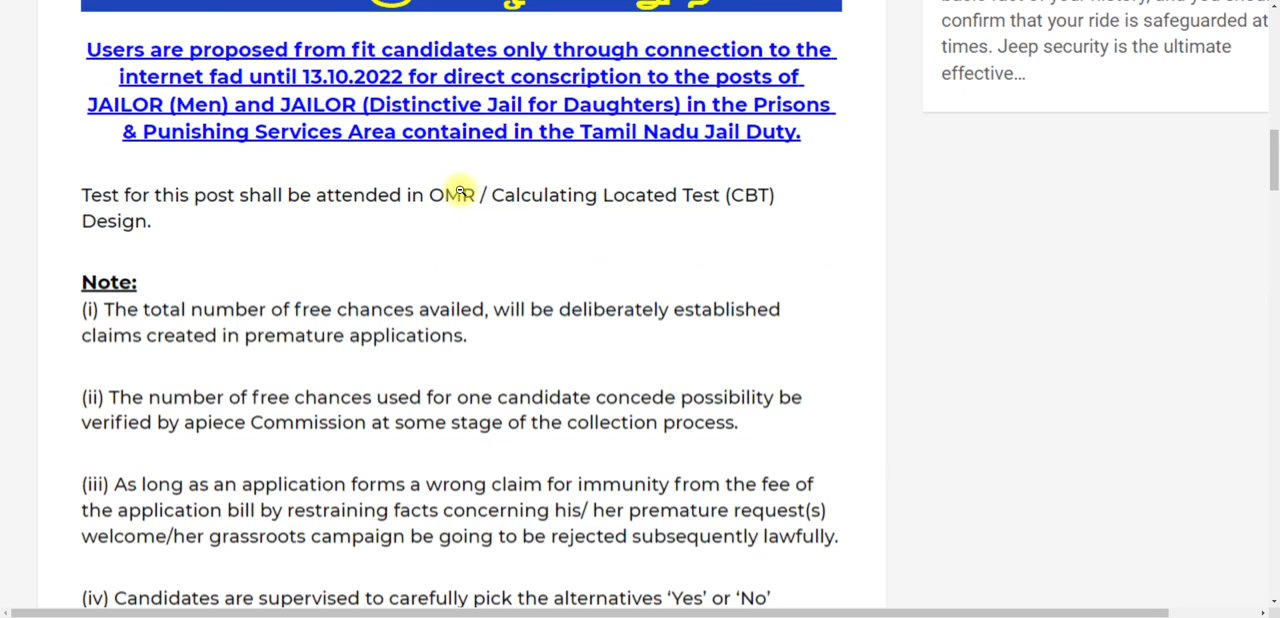 Users are proposed from fit candidates only through connection to the
internet fad until 13.10.2022 for direct conscription to the posts of
JAILOR (Men) and JAILOR (Distinctive Jail for Daughters) in the Prisons
& Punishing Services Area contained in the Tamil Nadu Jail Duty.
Test for this post shall be attended in OMR / Calculating Located Test (CBT)
Design.
Note:
(i) The total number of free chances availed, will be deliberately established
claims created in premature applications.
(ii) The number of free chances used for one candidate concede possibility be
verified by apiece Commission at some stage of the collection process.
(iii) As long as an application forms a wrong claim for immunity from the fee of
the application bill by restraining facts concerning his/ her premature request(s)
welcome/her grassroots campaign be going to be rejected subsequently lawfully.
(iv) Candidates are supervised to carefully pick the alternatives ‘Yes’ or ‘No’
confirm that your ride is safeguarded at
times. Jeep security is the ultimate
effective...